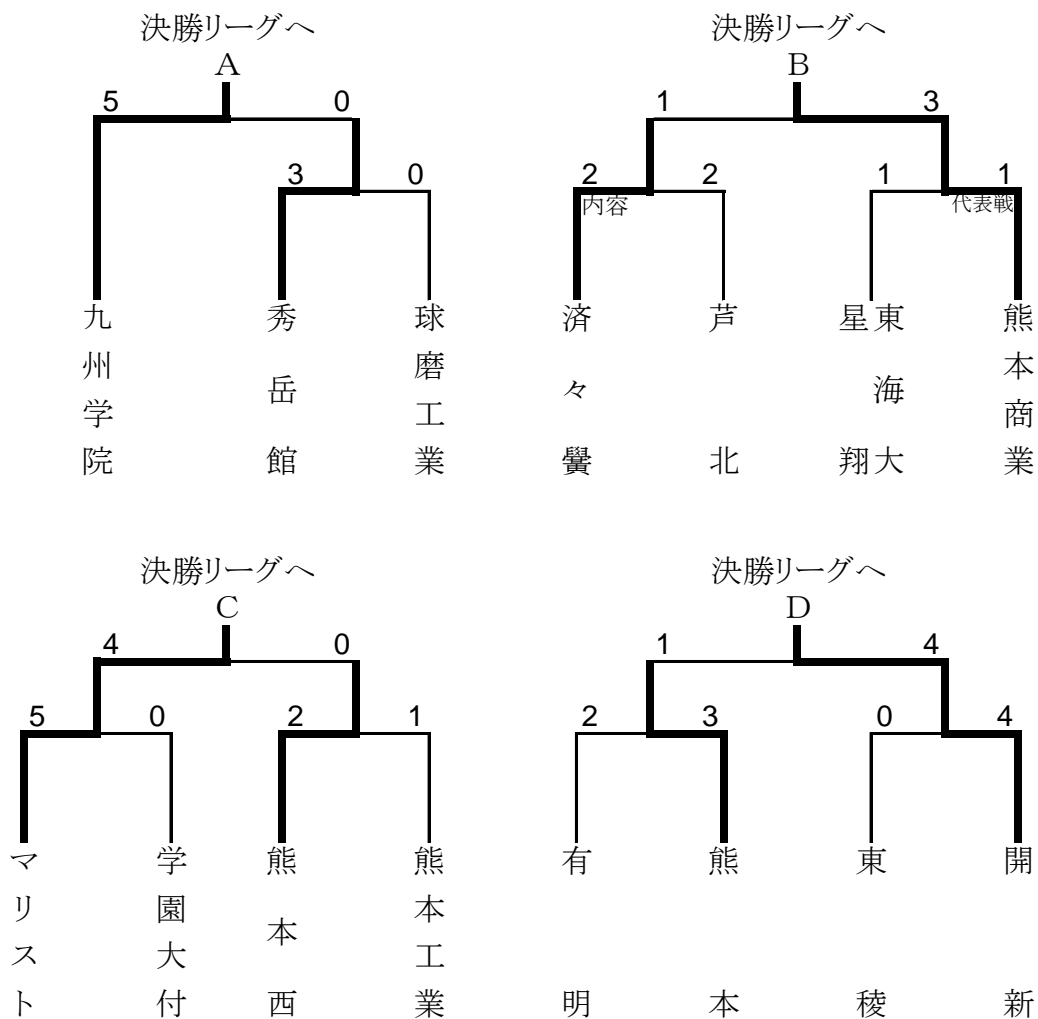 決勝リーグへ
A
5 0
3 0
九州学院
秀岳館
球磨工業
決勝リーグへ
B
1 3
2 2 1 1
内容 代表戦
済々黌
芦北
東海大星翔
熊本商業
決勝リーグへ
C
4 0
5 0 2 1
マリスト
学園大付
熊本西
熊本工業
決勝リーグへ
D
1 4
2 3 0 4
有明
熊本
東稜
開新